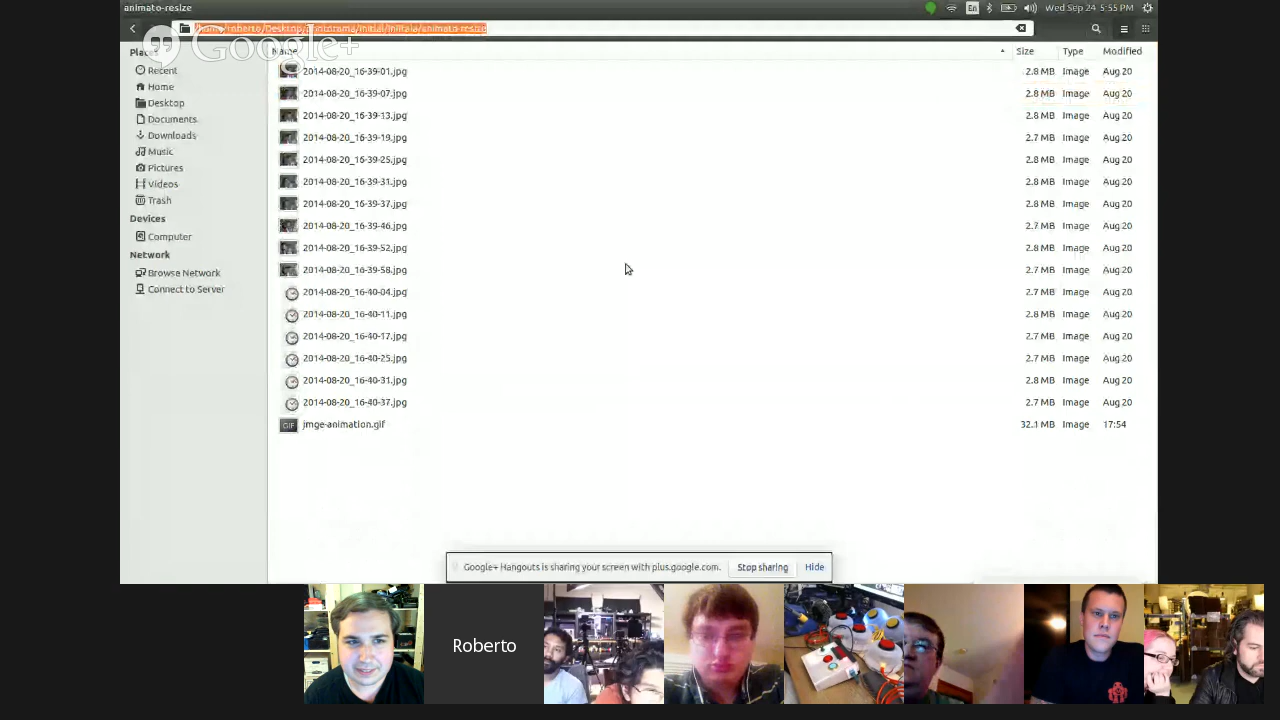 animato-resize
En
Wed Sep 24 5:55 PM
Google+
Name Size Type Modified
Places
Recent
Home
Desktop
Documents
Downloads
Music
Pictures
Videos
Trash
Devices
Computer
Network
Browse Network
Connect to Server
2014-08-20_16-39-01.jpg 2.8 MB Image Aug 20
2014-08-20_16-39-07.jpg 2.8 MB Image Aug 20
2014-08-20_16-39-13.jpg 2.8 MB Image Aug 20
2014-08-20_16-39-19.jpg 2.7 MB Image Aug 20
2014-08-20_16-39-25.jpg 2.8 MB Image Aug 20
2014-08-20_16-39-31.jpg 2.8 MB Image Aug 20
2014-08-20_16-39-37.jpg 2.8 MB Image Aug 20
2014-08-20_16-39-46.jpg 2.7 MB Image Aug 20
2014-08-20_16-39-52.jpg 2.8 MB Image Aug 20
2014-08-20_16-39-58.jpg 2.7 MB Image Aug 20
2014-08-20_16-40-04.jpg 2.7 MB Image Aug 20
2014-08-20_16-40-11.jpg 2.8 MB Image Aug 20
2014-08-20_16-40-17.jpg 2.7 MB Image Aug 20
2014-08-20_16-40-25.jpg 2.7 MB Image Aug 20
2014-08-20_16-40-31.jpg 2.8 MB Image Aug 20
2014-08-20_16-40-37.jpg 2.7 MB Image Aug 20
GIF jmge-animation.gif 32.1 MB Image 17:54
Google+ Hangouts is sharing your screen with plus.google.com. Stop sharing Hide
Roberto